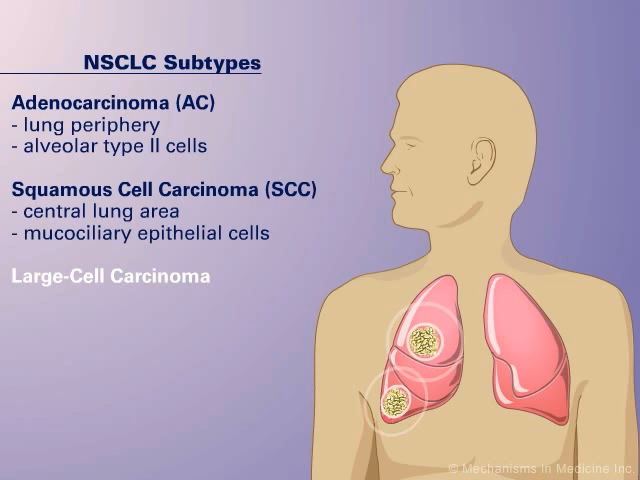 NSCLC Subtypes
Adenocarcinoma (AC)
- lung periphery
- alveolar type II cells
Squamous Cell Carcinoma (SCC)
- central lung area
- mucociliary epithelial cells
Large-Cell Carcinoma
© Mechanisms In Medicine Inc.